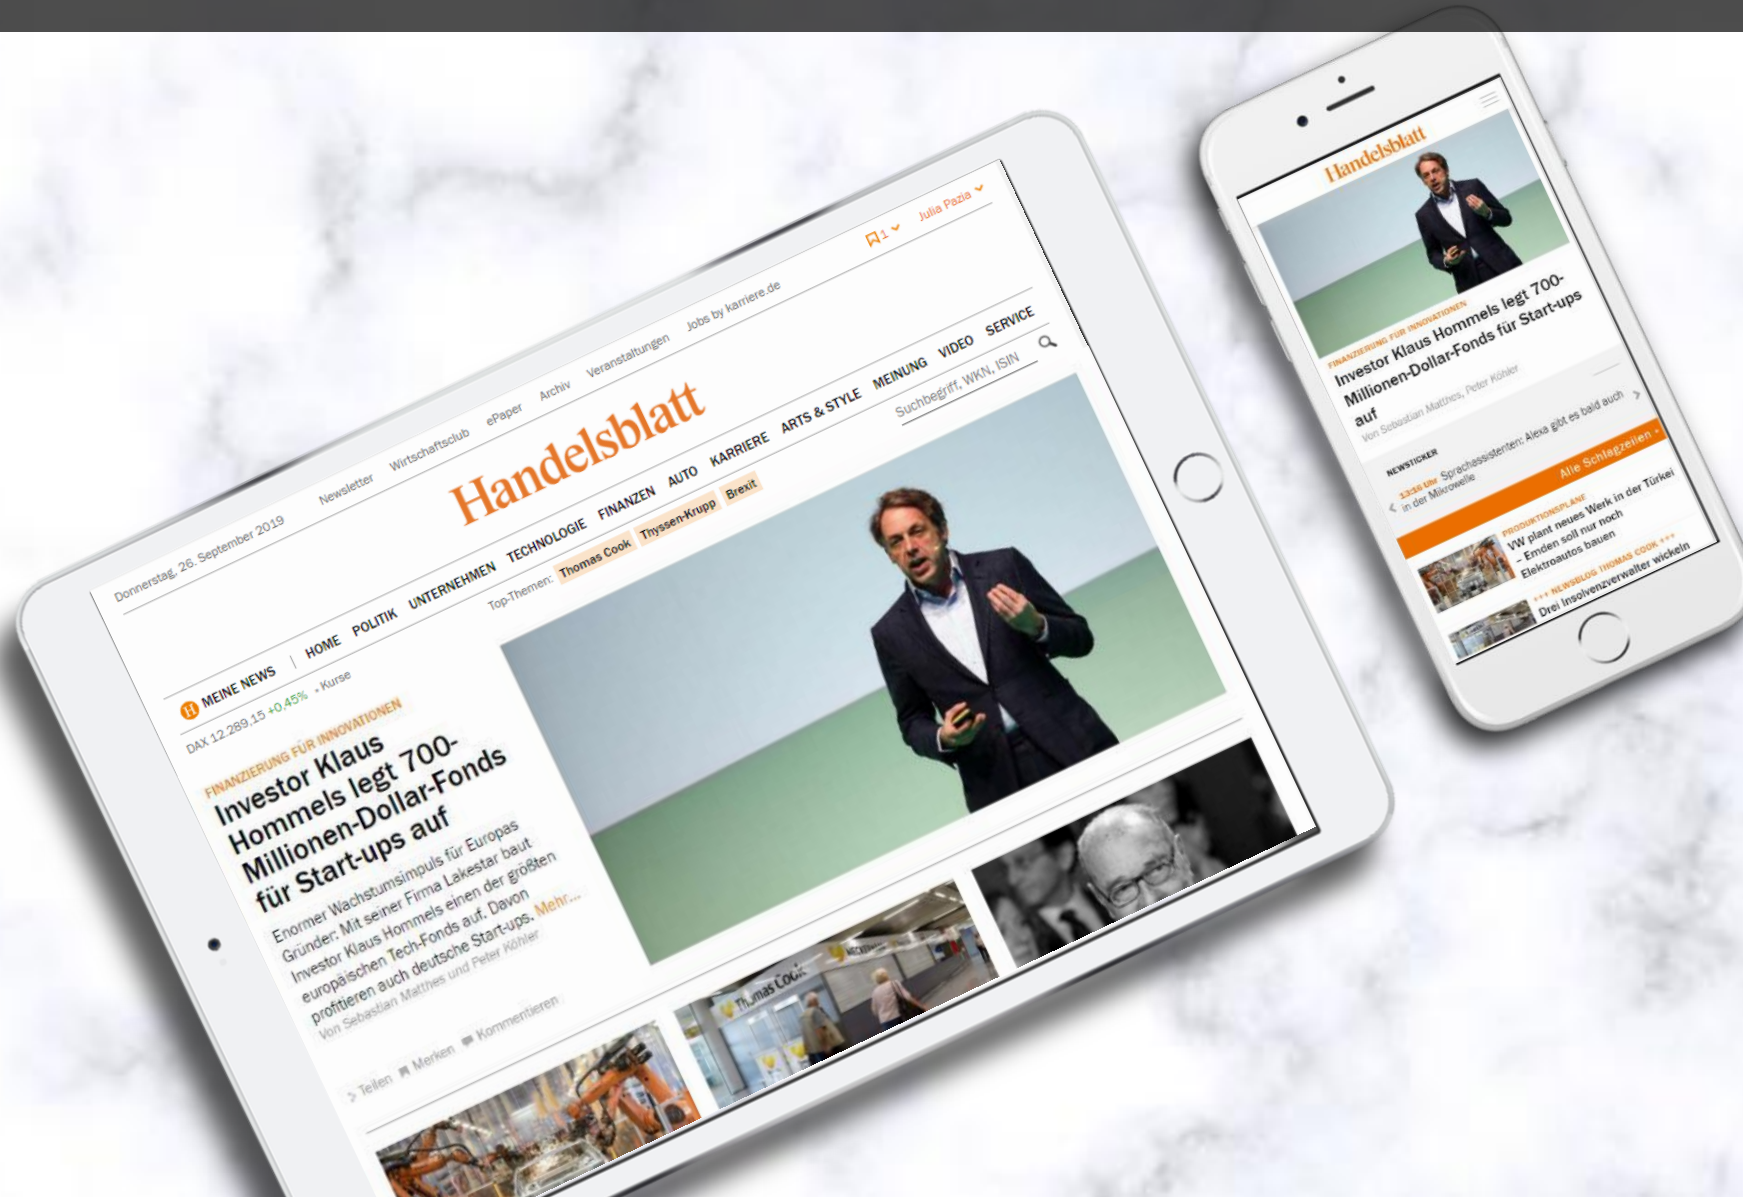 Donnerstag, 26. September 2019
Newsletter
Wirtschaftsclub
ePaper
Archiv
Veranstaltungen
Jobs by karriere.de
1
Julia Pazia
Handelsblatt
H MEINE NEWS | HOME POLITIK UNTERNEHMEN TECHNOLOGIE FINANZEN AUTO KARRIERE ARTS & STYLE MEINUNG VIDEO SERVICE
DAX 12.289,15 +0,45% • Kurse
Top-Themen: Thomas Cook Thyssen-Krupp Brexit
Suchbegriff, WKN, ISIN
FINANZIERUNG FÜR INNOVATIONEN
Investor Klaus
Hommels legt 700-
Millionen-Dollar-Fonds
für Start-ups auf
Enormer Wachstumsimpuls für Europas
Gründer: Mit seiner Firma Lakestar baut
Investor Klaus Hommels einen der größten
europäischen Tech-Fonds auf. Davon
profitieren auch deutsche Start-ups. Mehr...
Von Sebastian Matthes und Peter Köhler
Teilen Merken Kommentieren
Thomas Cook
Handelsblatt
FINANZIERUNG FÜR INNOVATIONEN
Investor Klaus Hommels legt 700-
Millionen-Dollar-Fonds für Start-ups
auf
Von Sebastian Matthes, Peter Köhler
NEWSTICKER
13:16 Uhr Sprachassistenten: Alexa gibt es bald auch
in der Mikrowelle
Alle Schlagzeilen
PRODUKTIONSPLÄNE
VW plant neues Werk in der Türkei
– Emden soll nur noch
Elektroautos bauen
+++ NEWSBLOG THOMAS COOK +++
Drei Insolvenzverwalter wickeln